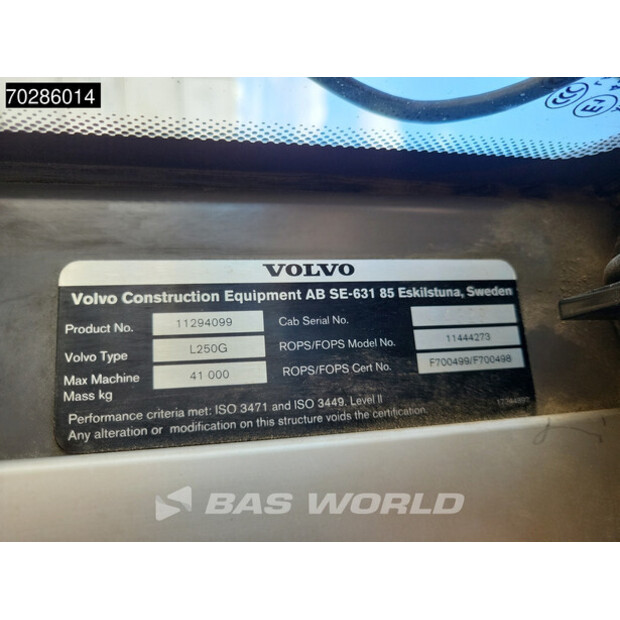 70286014
VOLVO
Volvo Construction Equipment AB SE-631 85 Eskilstuna, Sweden
Product No. 11294099 Cab Serial No.
Volvo Type L250G ROPS/FOPS Model No. 11444273
Max Machine Mass kg 41 000 ROPS/FOPS Cert No. F700499/F700498
Performance criteria met: ISO 3471 and ISO 3449, Level II
Any alteration or modification on this structure voids the certification.
BAS WORLD